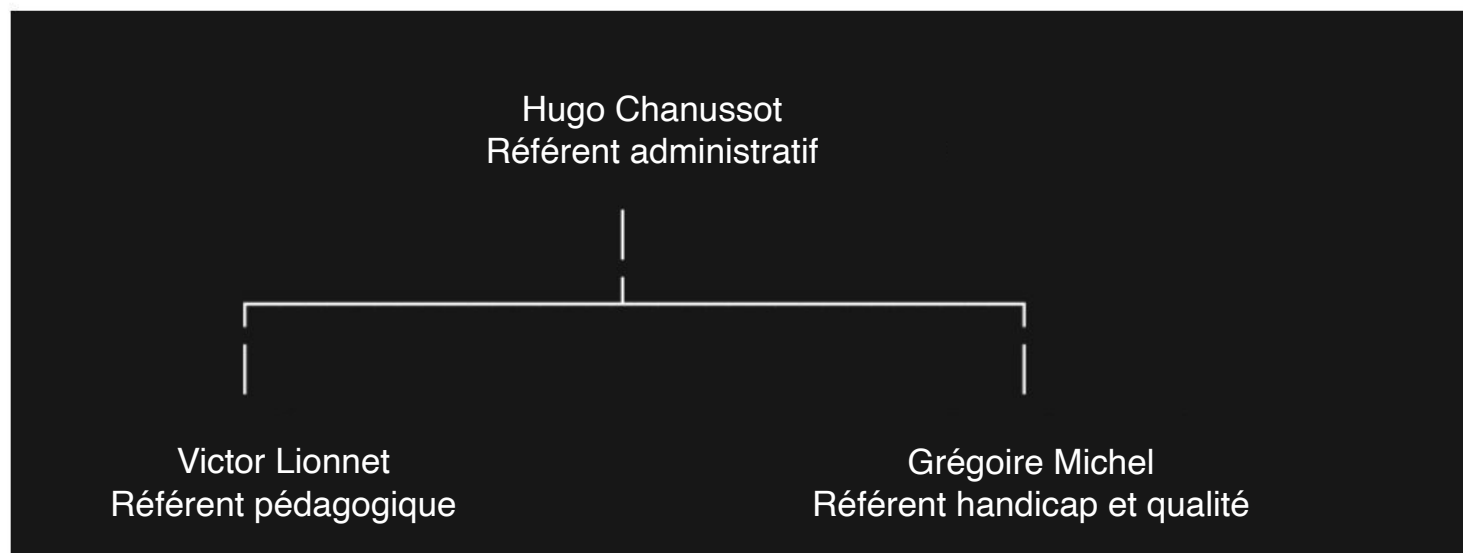 Hugo Chanussot
Référent administratif
Victor Lionnet
Référent pédagogique
Grégoire Michel
Référent handicap et qualité